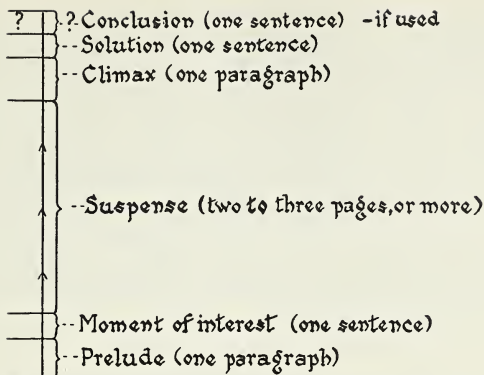 ? ?-Conclusion (one sentence) -if used
--Solution (one sentence)
--Climax (one paragraph)
--Suspense (two to three pages, or more)
--Moment of interest (one sentence)
--Prelude (one paragraph)